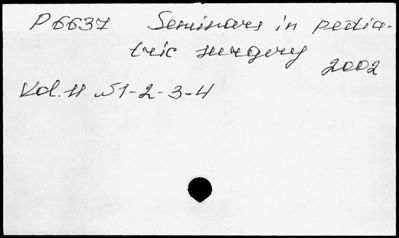 P6637 Seminars in pedia-
tric surgery
2002
Vol. 11 №1-2-3-4